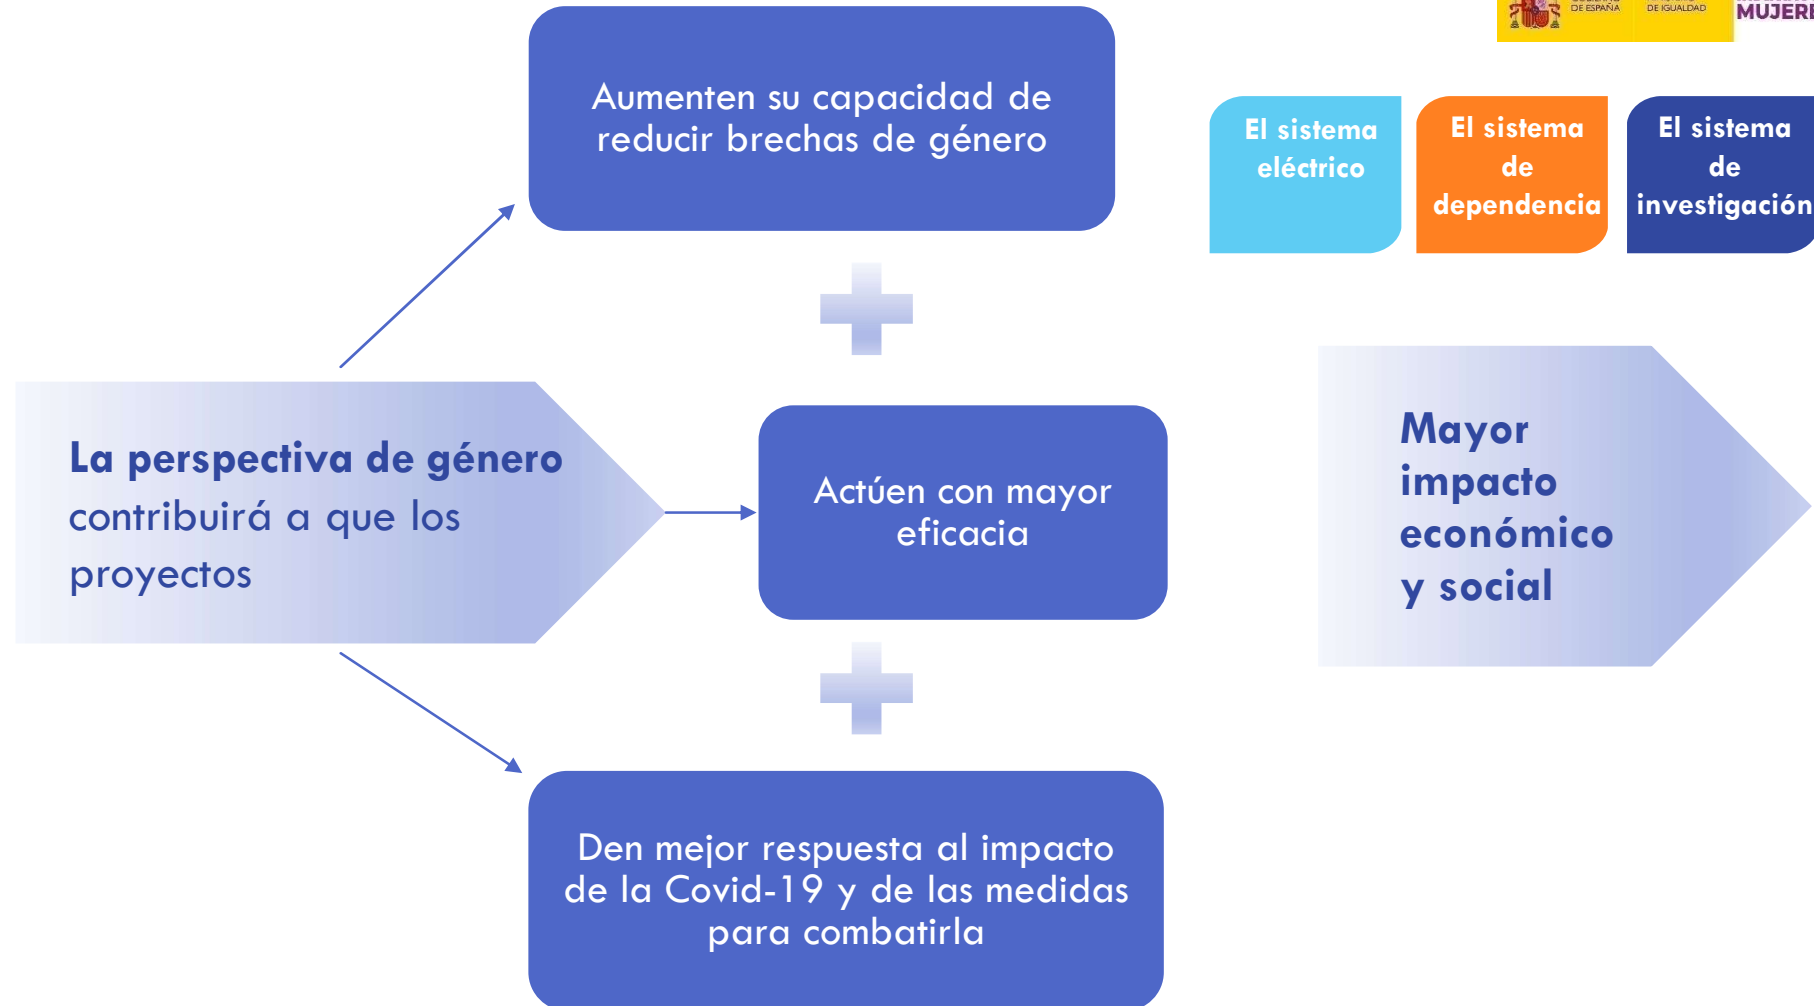 DE ESPAÑA
DE IGUALDAD
Aumenten su capacidad de
reducir brechas de género
El sistema
eléctrico
El sistema
de
dependencia
El sistema
de
investigación
La perspectiva de género
contribuirá a que los
proyectos
Actúen con mayor
eficacia
Mayor
impacto
económico
y social
Den mejor respuesta al impacto
de la Covid-19 y de las medidas
para combatirla